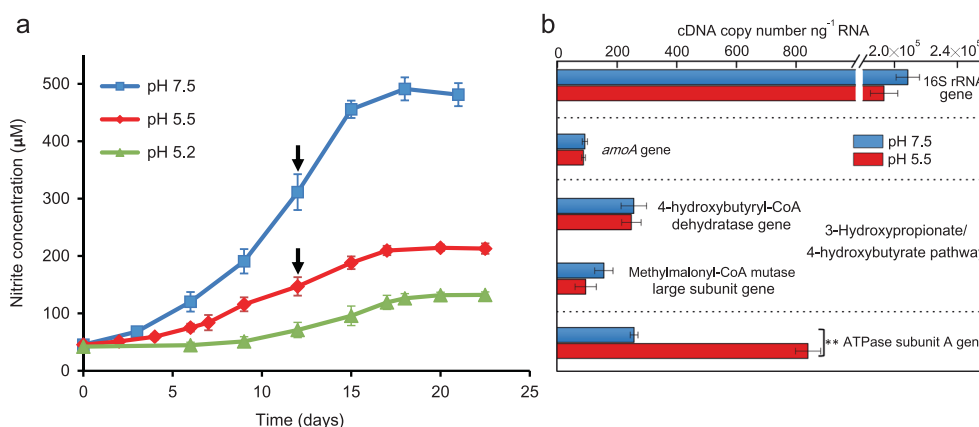 a
Nitrite concentration (μM)
500
400
300
200
100
0
0
5
10
15
20
25
Time (days)
pH 7.5
pH 5.5
pH 5.2
b
cDNA copy number ng⁻¹ RNA
0
200
400
600
800
2.0×10⁵
2.4×10⁵
16S rRNA
gene
amoA gene
pH 7.5
pH 5.5
4-hydroxybutyryl-CoA
dehydratase gene
3-Hydroxypropionate/
4-hydroxybutyrate pathway
Methylmalonyl-CoA mutase
large subunit gene
** ATPase subunit A gen